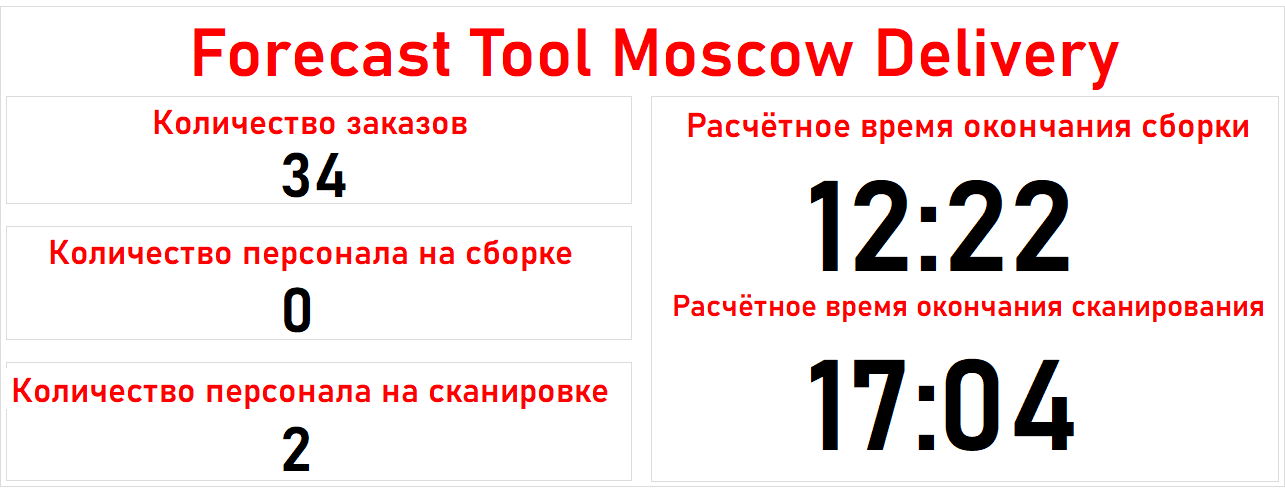 Forecast Tool Moscow Delivery
Количество заказов
34
Количество персонала на сборке
0
Количество персонала на сканировке
2
Расчётное время окончания сборки
12:22
Расчётное время окончания сканирования
17:04